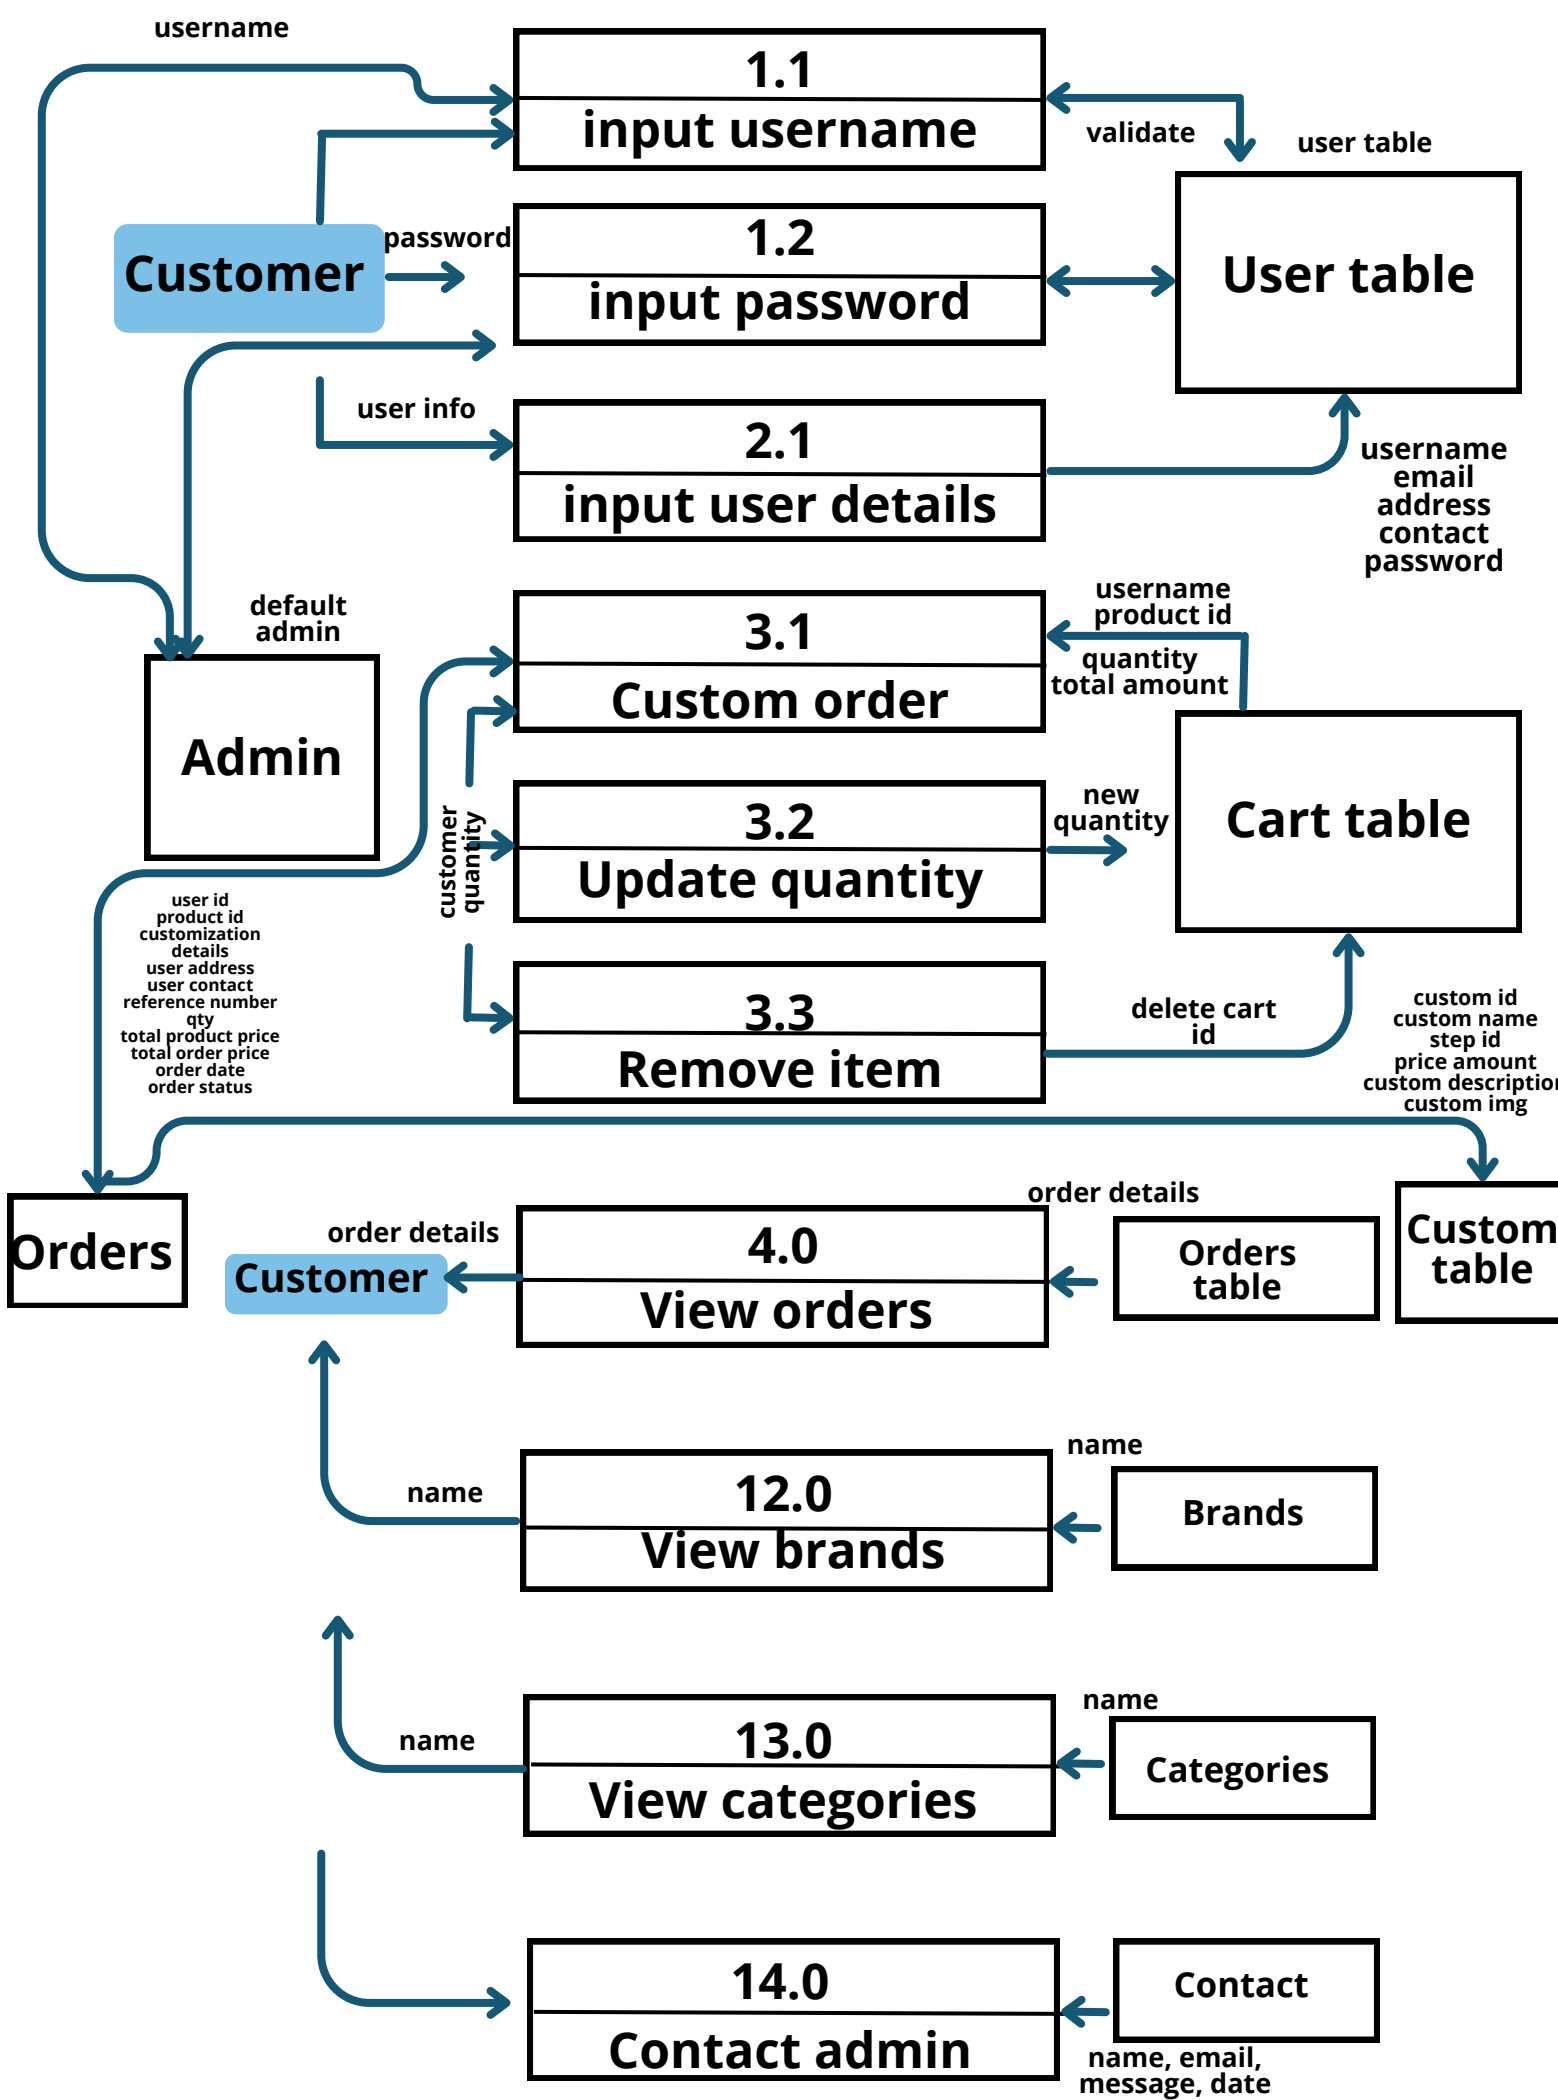 username
1.1
input username
validate
user table
Customer
password
1.2
input password
User table
user info
2.1
input user details
username
email
address
contact
password
default
admin
Admin
3.1
Custom order
username
product id
quantity
total amount
customer
quantity
3.2
Update quantity
new
quantity
Cart table
user id
product id
customization
details
user address
user contact
reference number
qty
total product price
total order price
order date
order status
3.3
Remove item
delete cart
id
custom id
custom name
step id
price amount
custom description
custom img
Orders
order details
Customer
4.0
View orders
order details
Orders
table
Custom
table
name
12.0
View brands
name
Brands
name
13.0
View categories
name
Categories
14.0
Contact admin
Contact
name, email,
message, date